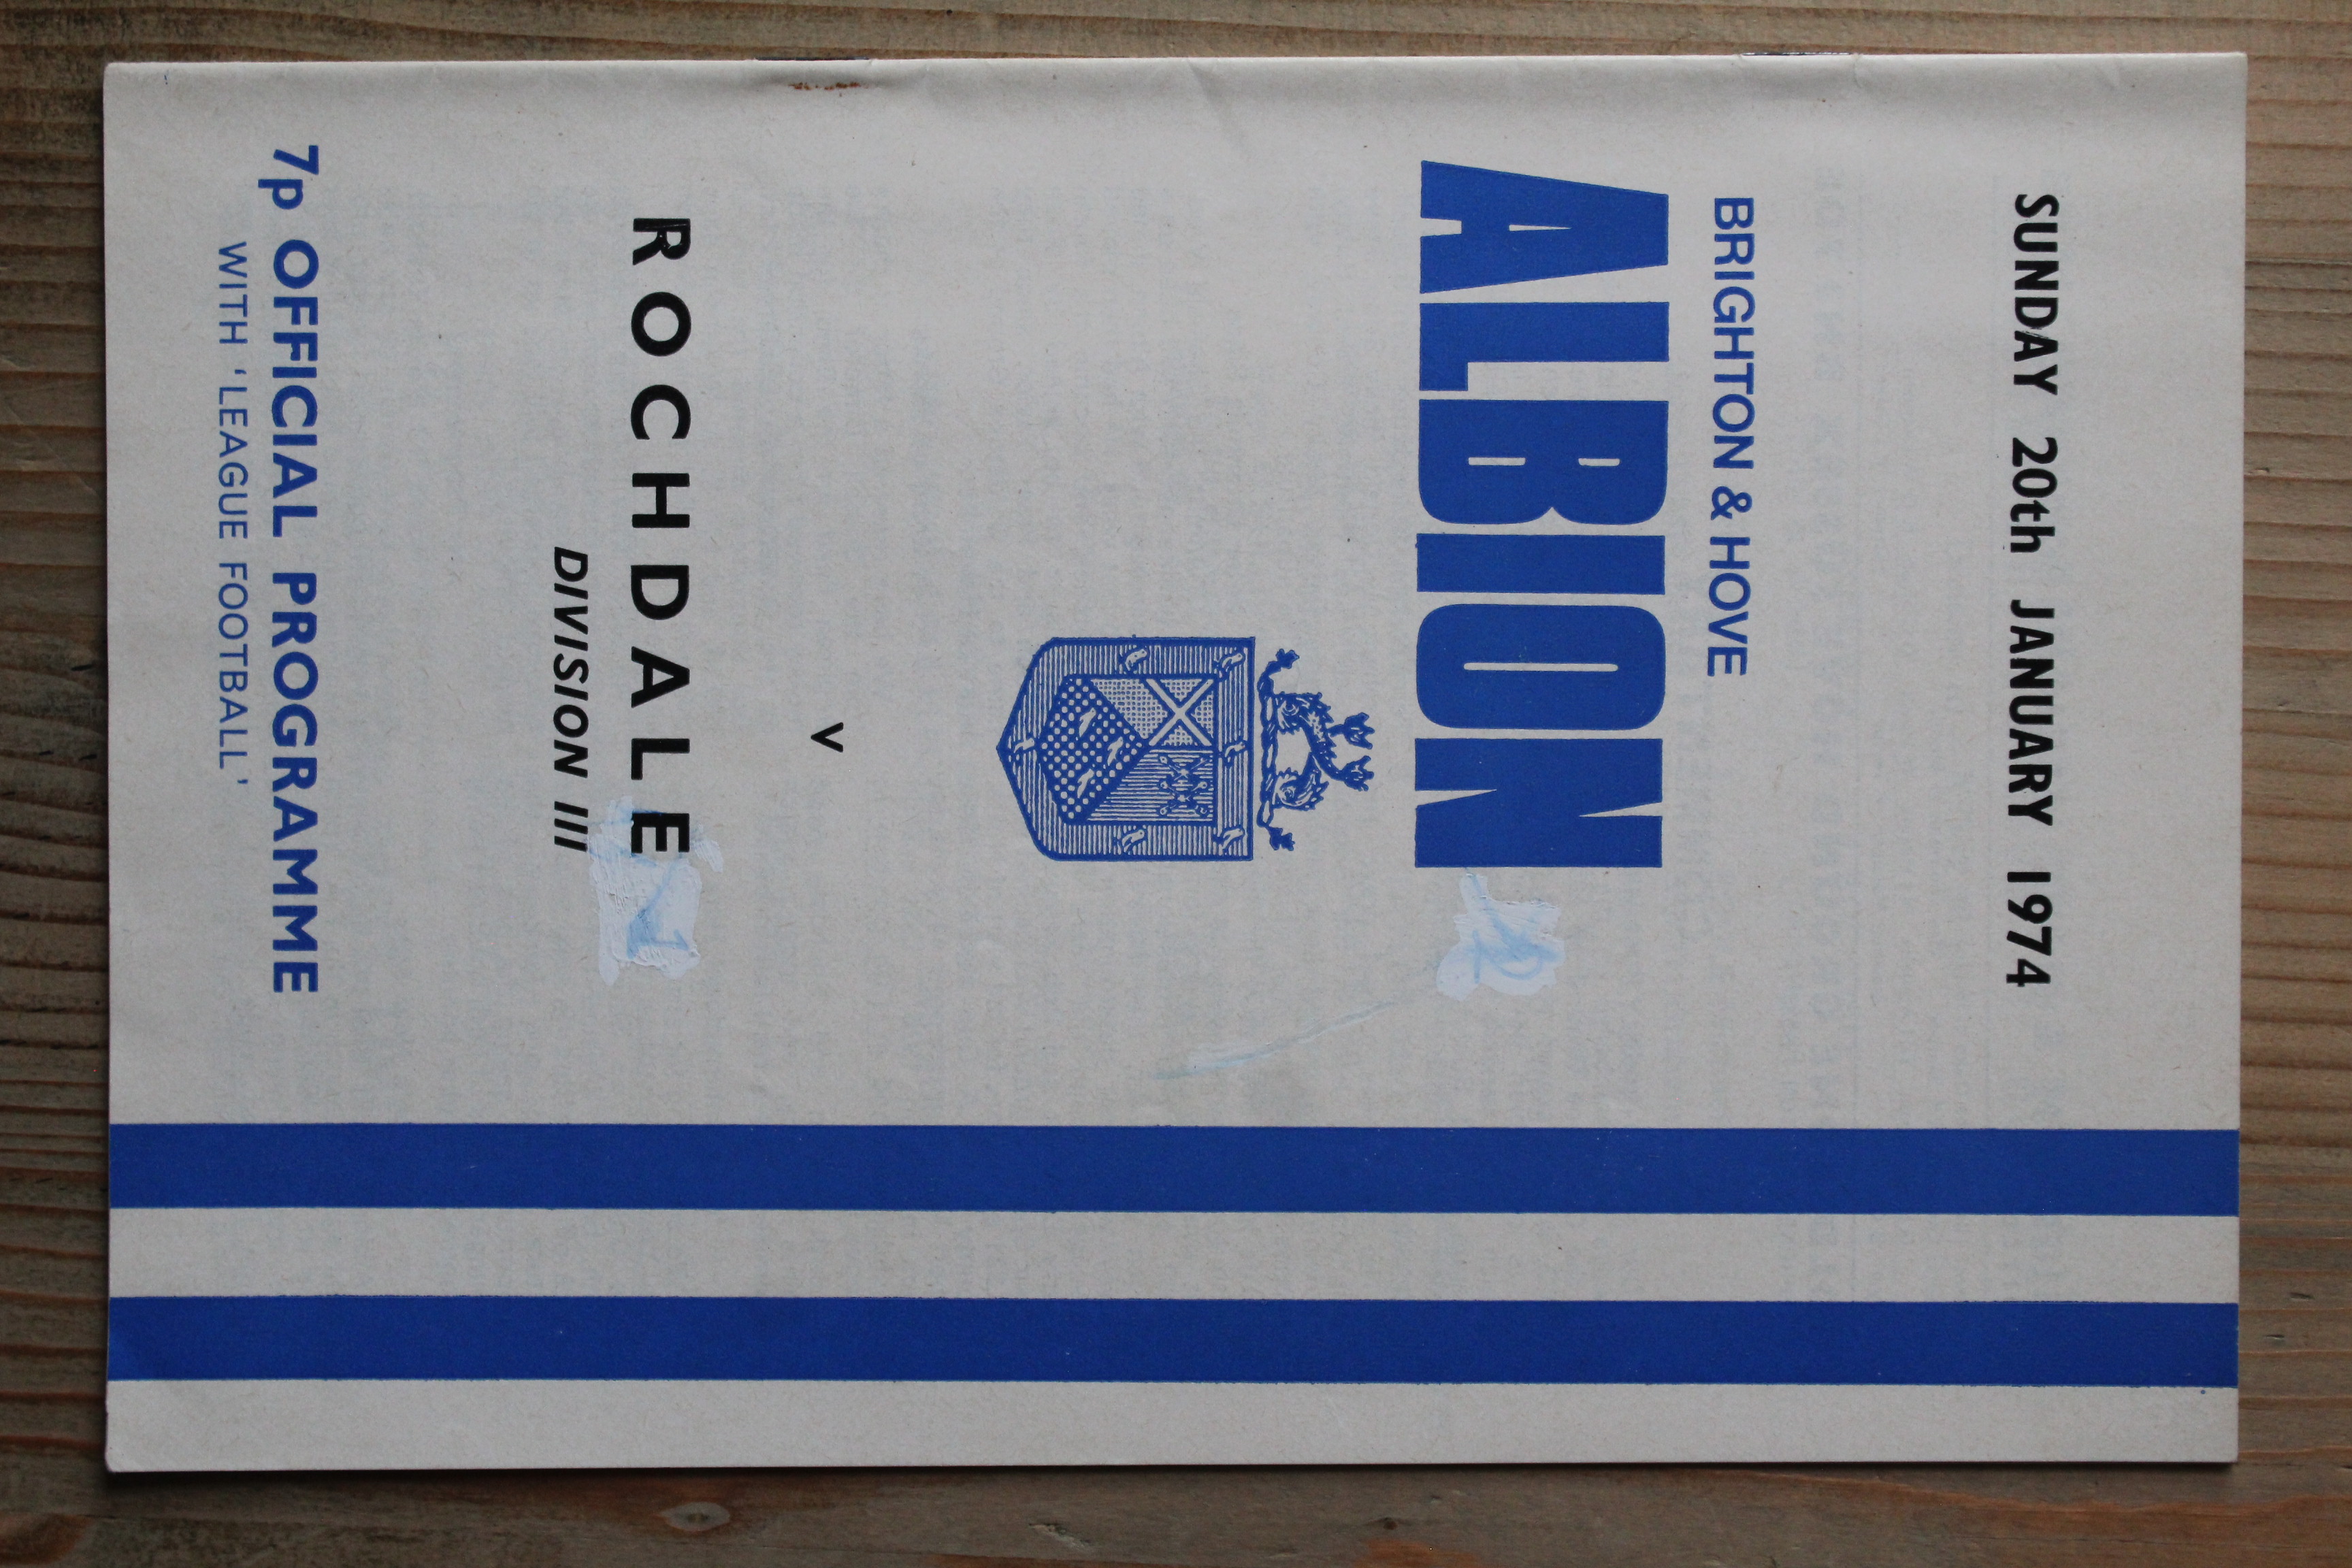 SUNDAY 20th JANUARY 1974
BRIGHTON & HOVE
ALBION
v
ROCHDALE
DIVISION III
7p OFFICIAL PROGRAMME
WITH 'LEAGUE FOOTBALL'